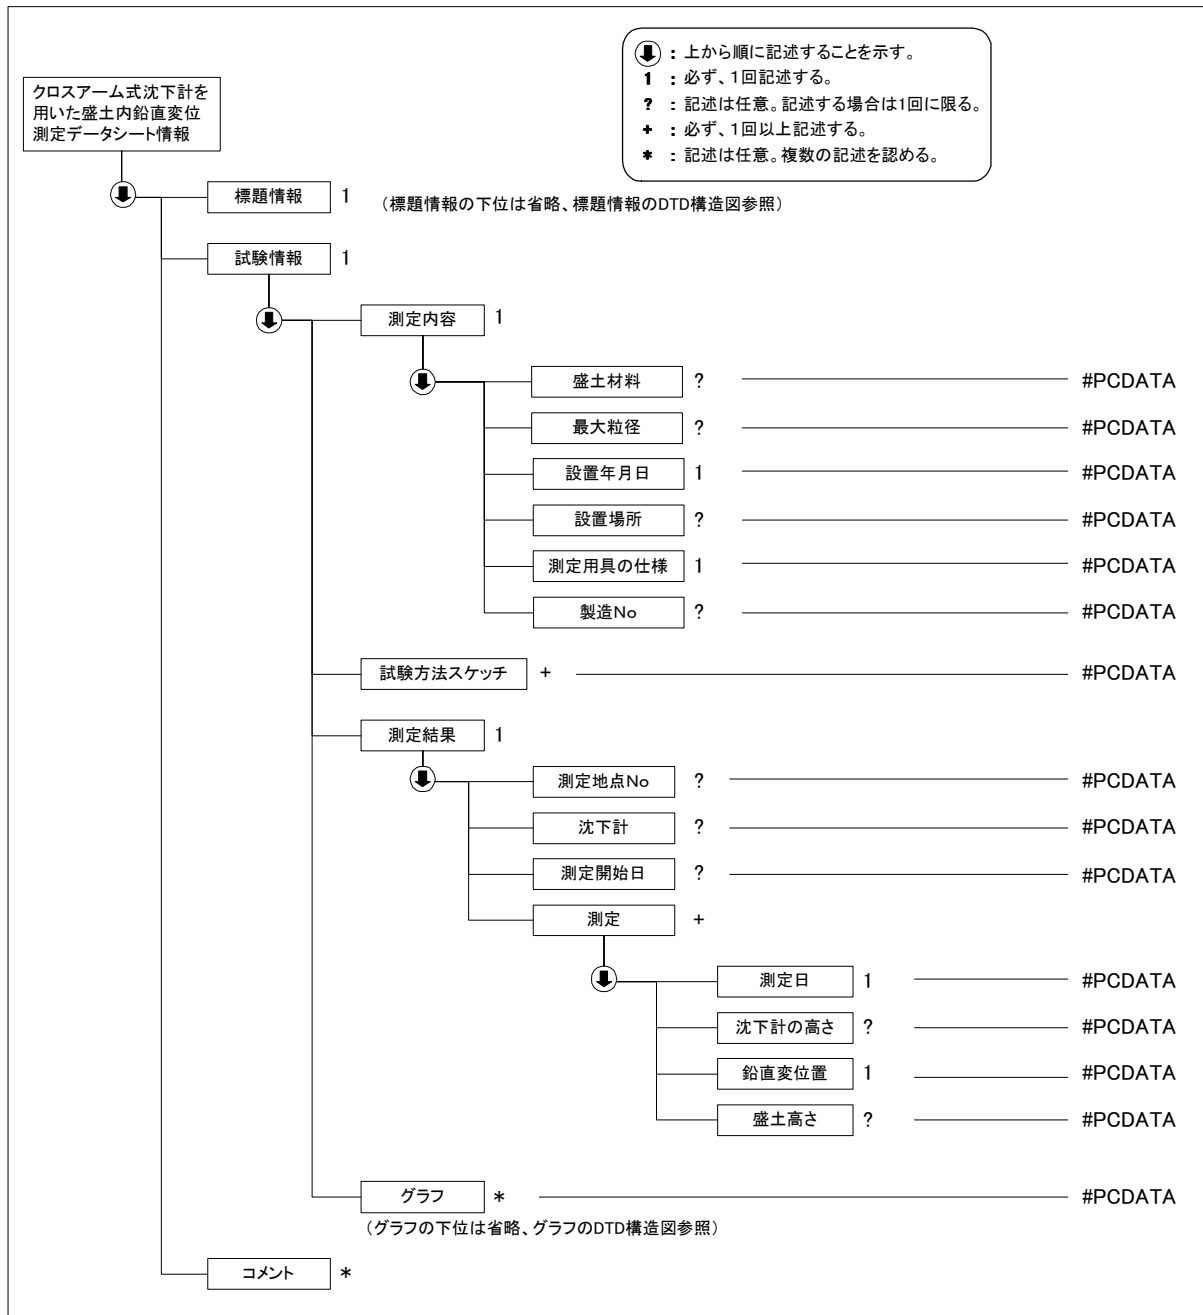 ： 上から順に記述することを示す。
1 ： 必ず、1回記述する。
? ： 記述は任意。記述する場合は1回に限る。
+ ： 必ず、1回以上記述する。
* ： 記述は任意。複数の記述を認める。
クロスアーム式沈下計を
用いた盛土内鉛直変位
測定データシート情報
標題情報 1 （標題情報の下位は省略、標題情報のDTD構造図参照）
試験情報 1
測定内容 1
盛土材料 ? #PCDATA
最大粒径 ? #PCDATA
設置年月日 1 #PCDATA
設置場所 ? #PCDATA
測定用具の仕様 1 #PCDATA
製造No ? #PCDATA
試験方法スケッチ + #PCDATA
測定結果 1
測定地点No ? #PCDATA
沈下計 ? #PCDATA
測定開始日 ? #PCDATA
測定 +
測定日 1 #PCDATA
沈下計の高さ ? #PCDATA
鉛直変位置 1 #PCDATA
盛土高さ ? #PCDATA
グラフ * #PCDATA
（グラフの下位は省略、グラフのDTD構造図参照）
コメント *